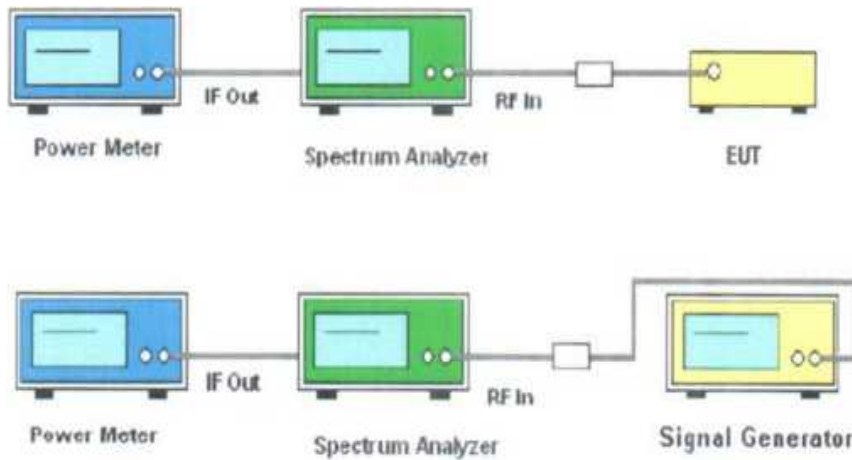 IF Out
RF In
Power Meter
Spectrum Analyzer
EUT
IF Out
RF In
Power Meter
Spectrum Analyzer
Signal Generator